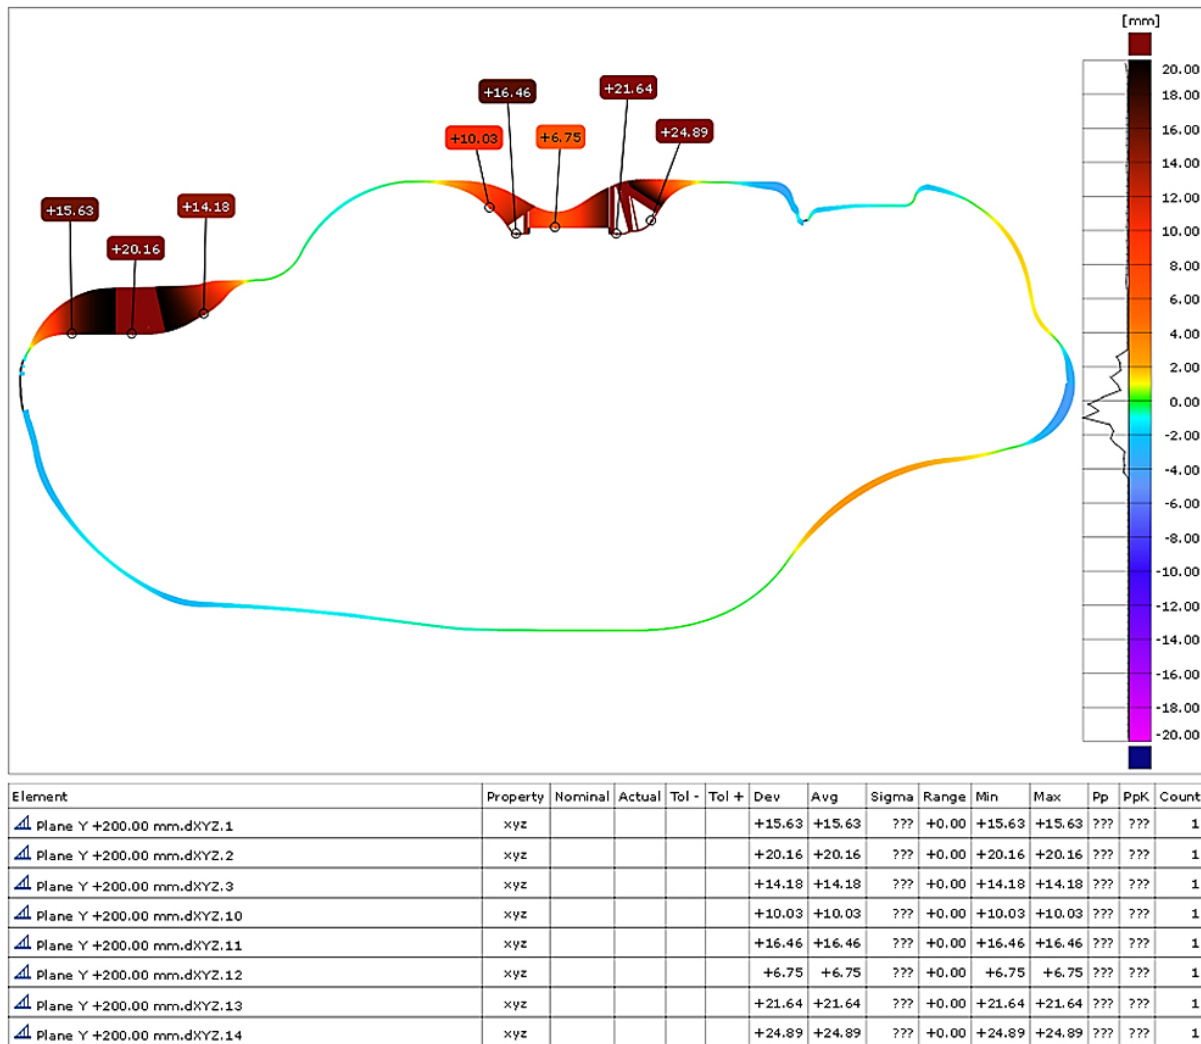 [mm]
+16.46 +21.64
+10.03 +6.75 +24.89
+15.63 +14.18
+20.16
20.00
18.00
16.00
14.00
12.00
10.00
8.00
6.00
4.00
2.00
0.00
-2.00
-4.00
-6.00
-8.00
-10.00
-12.00
-14.00
-16.00
-18.00
-20.00
Element Property Nominal Actual Tol - Tol + Dev Avg Sigma Range Min Max Pp PpK Count
Plane Y +200.00 mm.dXYZ.1 xyz +15.63 +15.63 ??? +0.00 +15.63 +15.63 ??? ??? 1
Plane Y +200.00 mm.dXYZ.2 xyz +20.16 +20.16 ??? +0.00 +20.16 +20.16 ??? ??? 1
Plane Y +200.00 mm.dXYZ.3 xyz +14.18 +14.18 ??? +0.00 +14.18 +14.18 ??? ??? 1
Plane Y +200.00 mm.dXYZ.10 xyz +10.03 +10.03 ??? +0.00 +10.03 +10.03 ??? ??? 1
Plane Y +200.00 mm.dXYZ.11 xyz +16.46 +16.46 ??? +0.00 +16.46 +16.46 ??? ??? 1
Plane Y +200.00 mm.dXYZ.12 xyz +6.75 +6.75 ??? +0.00 +6.75 +6.75 ??? ??? 1
Plane Y +200.00 mm.dXYZ.13 xyz +21.64 +21.64 ??? +0.00 +21.64 +21.64 ??? ??? 1
Plane Y +200.00 mm.dXYZ.14 xyz +24.89 +24.89 ??? +0.00 +24.89 +24.89 ??? ??? 1